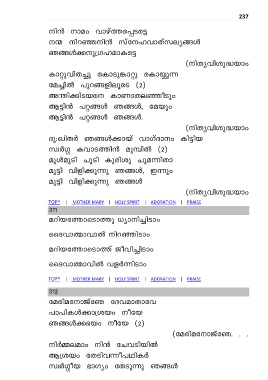 237
നിൻ നാമം വാഴ്ത്തപ്പെടട്ടെ
നന്മ നിറഞ്ഞനിൻ സ്നേഹവാത്സല്യങ്ങൾ
ഞങ്ങൾക്കനുഗ്രഹമാകട്ടെ
(നിത്യവിശുദ്ധയാം
കാറ്റുവിതച്ചു കൊടുങ്കാറ്റു കൊയ്യുന്ന
മേച്ചിൽ പുറങ്ങളിലൂടെ (2)
അന്തിക്കിടയനെ കാണാതലഞ്ഞീടും
ആട്ടിൻ പറ്റങ്ങൾ ഞങ്ങൾ, മേയും
ആട്ടിൻ പറ്റങ്ങൾ ഞങ്ങൾ.
(നിത്യവിശുദ്ധയാം
ദുഃഖിതർ ഞങ്ങൾക്കായ് വാഗ്ദാനം കിട്ടിയ
സ്വർഗ്ഗ കവാടത്തിൻ മുമ്പിൽ (2)
മുൾമുടി ചൂടി കുരിശു ചുമന്നിതാ
മുട്ടി വിളിക്കുന്നു ഞങ്ങൾ, ഇന്നും
മുട്ടി വിളിക്കുന്നു ഞങ്ങൾ
(നിത്യവിശുദ്ധയാം
TOP^ | MOTHER MARY | HOLY SPIRIT | ADORATION | PRAISE
311
മറിയത്തോടൊത്തു ധ്യാനിച്ചിടാം
ദൈവാത്മാവാൽ നിറഞ്ഞിടാം
മറിയത്തോടൊത്ത് ജീവിച്ചിടാം
ദൈവാത്മാവിൽ വളർന്നിടാം
TOP^ | MOTHER MARY | HOLY SPIRIT | ADORATION | PRAISE
312
മേരിമനോജ്ഞേ ദേവമാതാവേ
പാപികൾക്കാശ്രയം നീയേ
ഞങ്ങൾക്കഭയം നീയേ (2)
(മേരിമനോജ്ഞേ. . .
നിർമ്മലമാം നിൻ ചേവടിയിൽ
ആശ്രയം തേടിവന്നീപഥികർ
സ്വർഗ്ഗീയ ഭാഗ്യം തേടുന്നു ഞങ്ങൾ